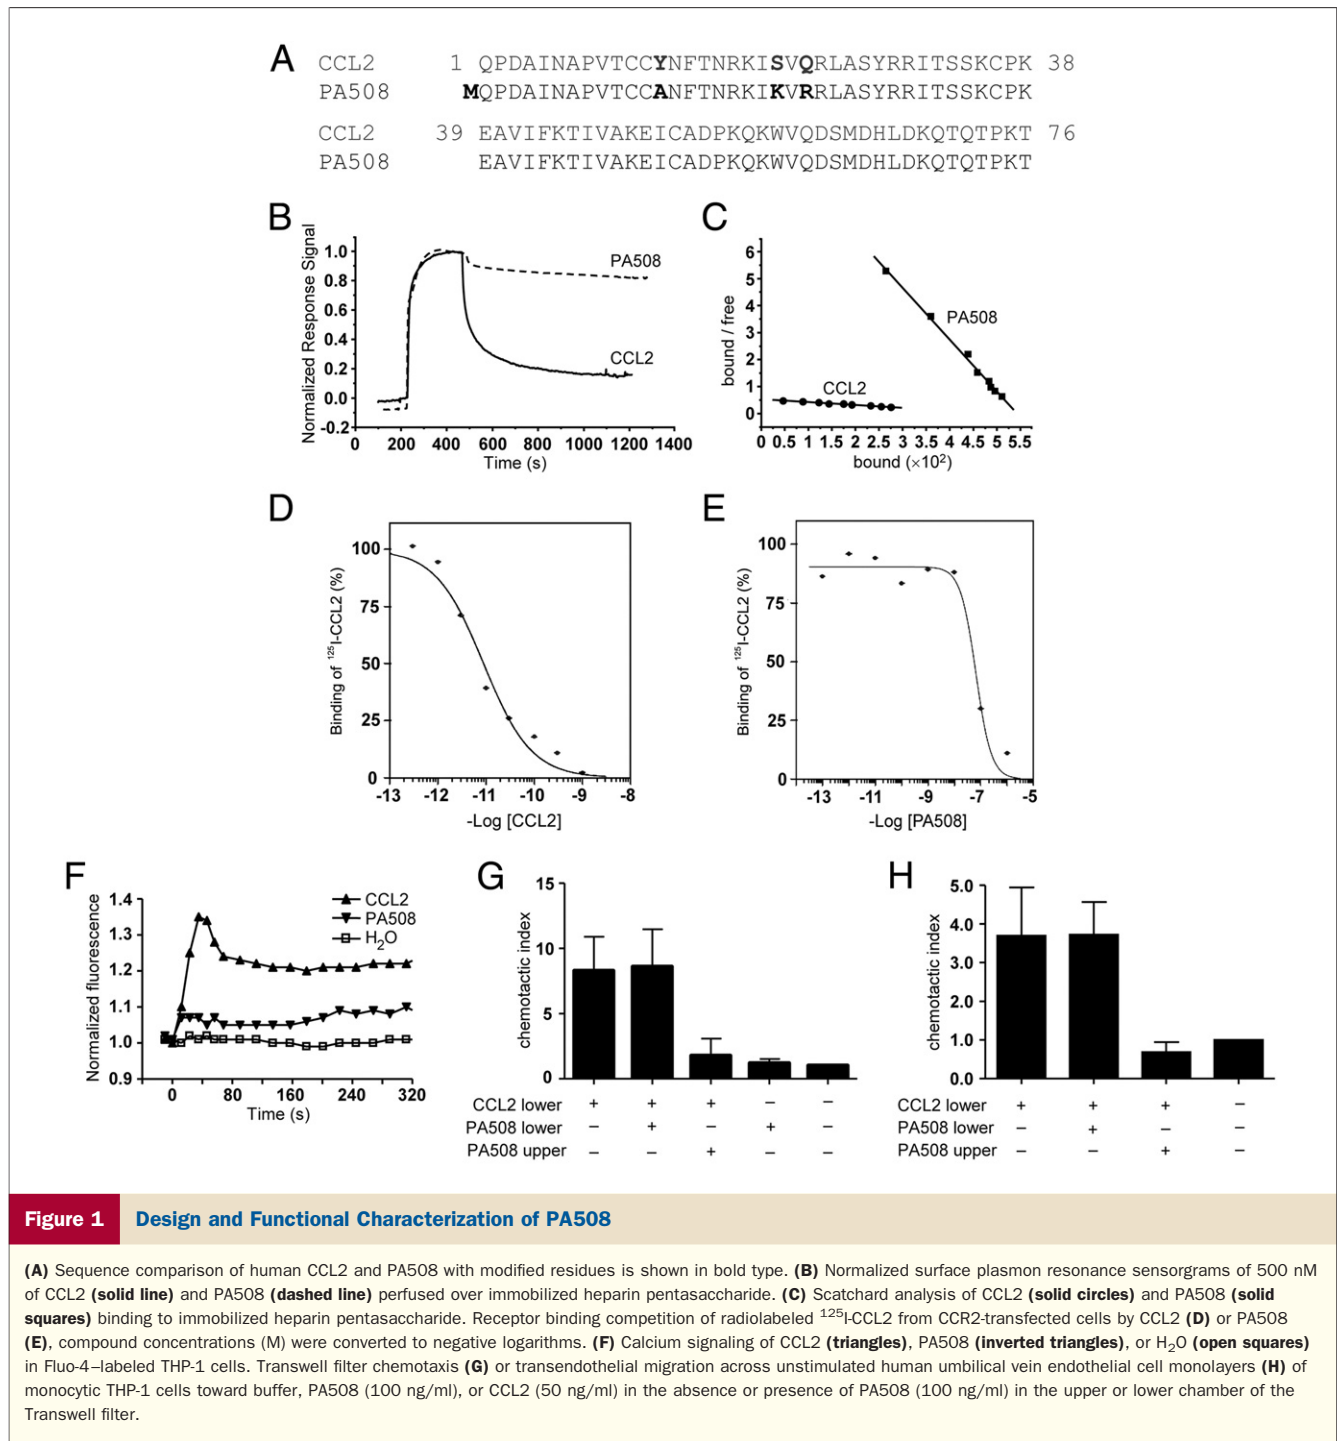 A
CCL2 1 QPDAINAPVTCCYNFTNRKISVQRLASYRRITSSKCPK 38
PA508 MQPDAINAPVTCCANFTNRKIKVRRLASYRRITSSKCPK
CCL2 39 EAVIFKTIVAKEICADPKQKWVQDSMDHLDKQTQTPKT 76
PA508 EAVIFKTIVAKEICADPKQKWVQDSMDHLDKQTQTPKT
B
Normalized Response Signal
1.0
0.8
0.6
0.4
0.2
0.0
-0.2
PA508
CCL2
0 200 400 600 800 1000 1200 1400
Time (s)
C
bound / free
6
5
4
3
2
1
0
PA508
CCL2
0 0.5 1 1.5 2 2.5 3 3.5 4 4.5 5 5.5
bound (×10²)
D
Binding of ¹²⁵I-CCL2 (%)
100
75
50
25
0
-13 -12 -11 -10 -9 -8
-Log [CCL2]
E
Binding of ¹²⁵I-CCL2 (%)
100
75
50
25
0
-13 -11 -9 -7 -5
-Log [PA508]
F
Normalized fluorescence
1.4
1.3
1.2
1.1
1.0
0.9
CCL2
PA508
H₂O
0 80 160 240 320
Time (s)
G
chemotactic index
15
10
5
0
CCL2 lower + + + – –
PA508 lower – + – + –
PA508 upper – – + – –
H
chemotactic index
5.0
4.0
3.0
2.0
1.0
0.0
CCL2 lower + + + –
PA508 lower – + – –
PA508 upper – – + –
Figure 1 Design and Functional Characterization of PA508
(A) Sequence comparison of human CCL2 and PA508 with modified residues is shown in bold type. (B) Normalized surface plasmon resonance sensorgrams of 500 nM
of CCL2 (solid line) and PA508 (dashed line) perfused over immobilized heparin pentasaccharide. (C) Scatchard analysis of CCL2 (solid circles) and PA508 (solid
squares) binding to immobilized heparin pentasaccharide. Receptor binding competition of radiolabeled ¹²⁵I-CCL2 from CCR2-transfected cells by CCL2 (D) or PA508
(E), compound concentrations (M) were converted to negative logarithms. (F) Calcium signaling of CCL2 (triangles), PA508 (inverted triangles), or H₂O (open squares)
in Fluo-4–labeled THP-1 cells. Transwell filter chemotaxis (G) or transendothelial migration across unstimulated human umbilical vein endothelial cell monolayers (H) of
monocytic THP-1 cells toward buffer, PA508 (100 ng/ml), or CCL2 (50 ng/ml) in the absence or presence of PA508 (100 ng/ml) in the upper or lower chamber of the
Transwell filter.